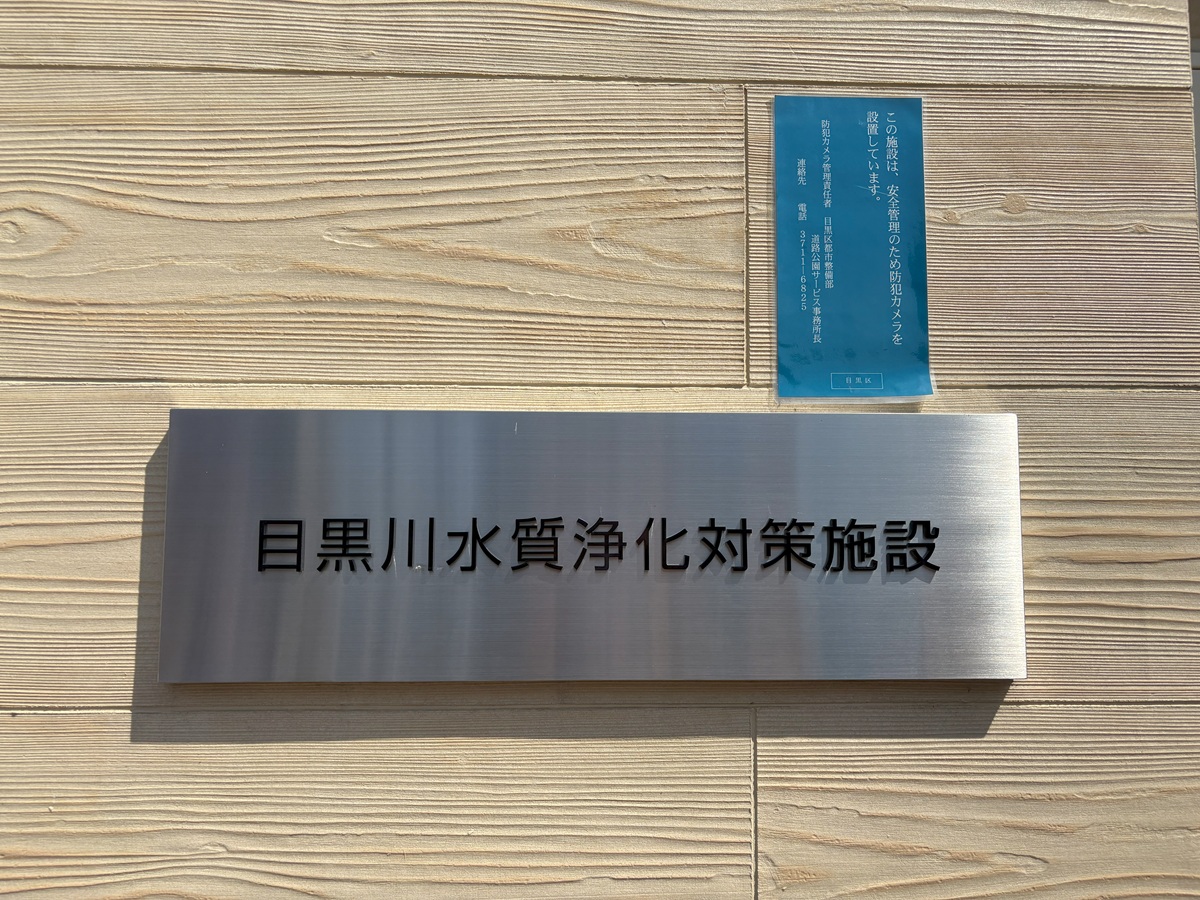 この施設は、安全管理のため防犯カメラを
設置しています。
防犯カメラ管理責任者 目黒区都市整備部
道路公園サービス事務所長
連絡先 電話 3711-6825
目黒区
目黒川水質浄化対策施設